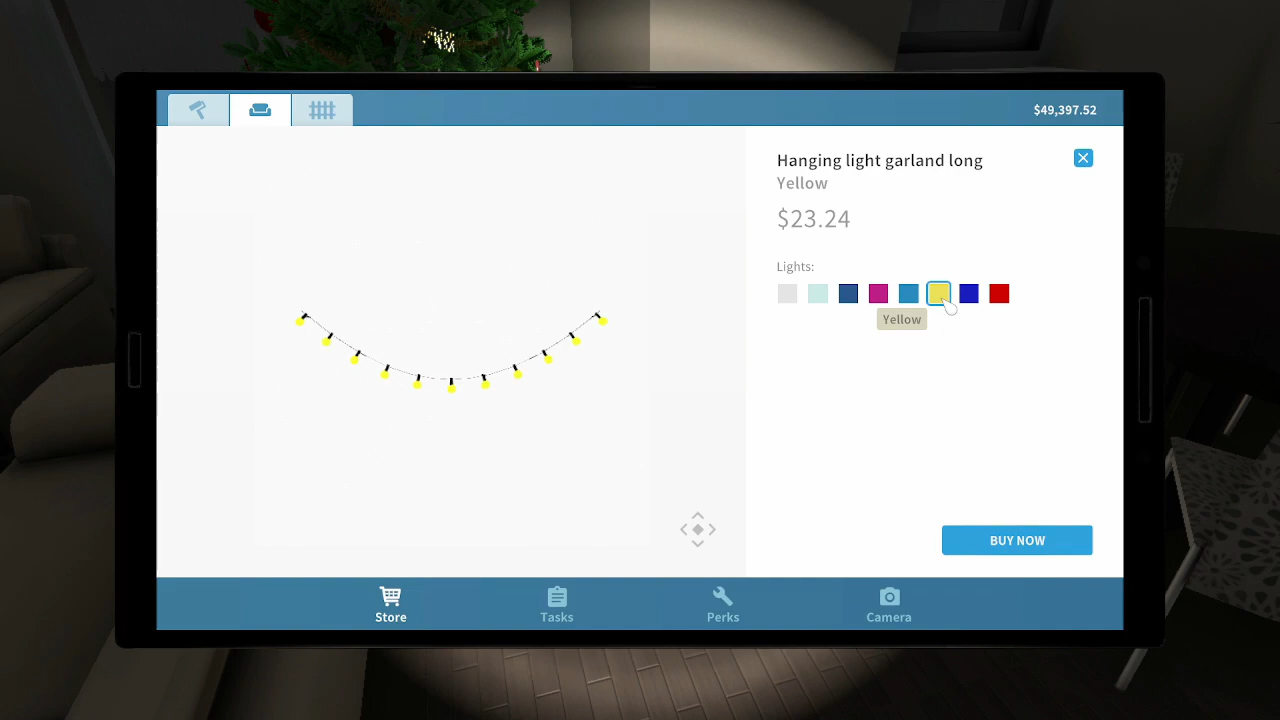 $49,397.52
Hanging light garland long
Yellow
$23.24
Lights:
Yellow
BUY NOW
Store
Tasks
Perks
Camera